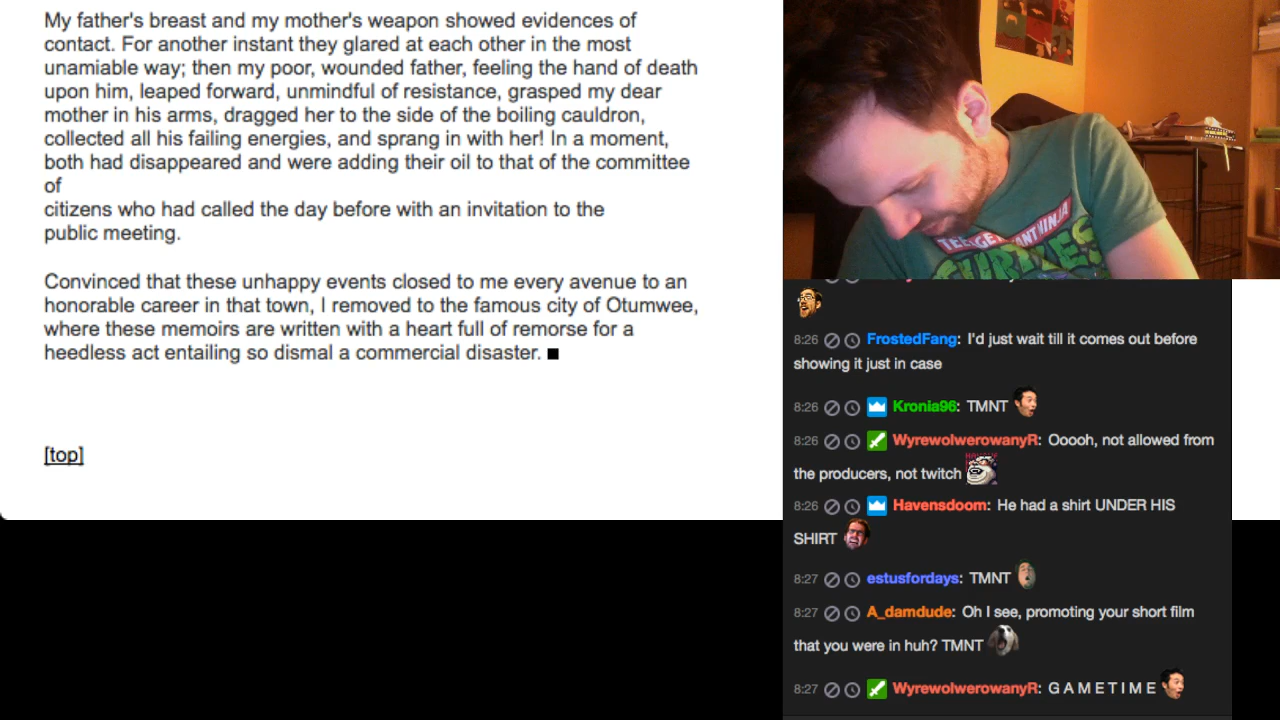 My father's breast and my mother's weapon showed evidences of
contact. For another instant they glared at each other in the most
unamiable way; then my poor, wounded father, feeling the hand of death
upon him, leaped forward, unmindful of resistance, grasped my dear
mother in his arms, dragged her to the side of the boiling cauldron,
collected all his failing energies, and sprang in with her! In a moment,
both had disappeared and were adding their oil to that of the committee
of
citizens who had called the day before with an invitation to the
public meeting.
Convinced that these unhappy events closed to me every avenue to an
honorable career in that town, I removed to the famous city of Otumwee,
where these memoirs are written with a heart full of remorse for a
heedless act entailing so dismal a commercial disaster. ■
[top]
TURTLES
8:26 FrostedFang: I'd just wait till it comes out before
showing it just in case
8:26 Kronia96: TMNT
8:26 WyrewolwerowanyR: Ooooh, not allowed from
the producers, not twitch
8:26 Havensdoom: He had a shirt UNDER HIS
SHIRT
8:27 estusfordays: TMNT
8:27 A_damdude: Oh I see, promoting your short film
that you were in huh? TMNT
8:27 WyrewolwerowanyR: G A M E T I M E